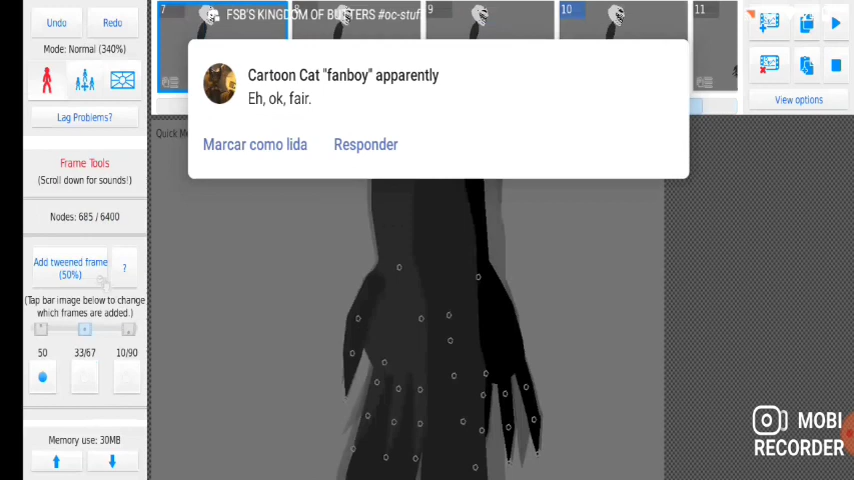 Undo
Redo
Mode: Normal (340%)
Lag Problems?
Frame Tools
(Scroll down for sounds!)
Nodes: 685 / 6400
Add tweened frame
(50%)
?
(Tap bar image below to change
which frames are added.)
50
33/67
10/90
Memory use: 30MB
7
8
9
10
11
FSB'S KINGDOM OF BUTTERS #oc-stuf
Cartoon Cat "fanboy" apparently
Eh, ok, fair.
Marcar como lida
Responder
View options
MOBI
RECORDER